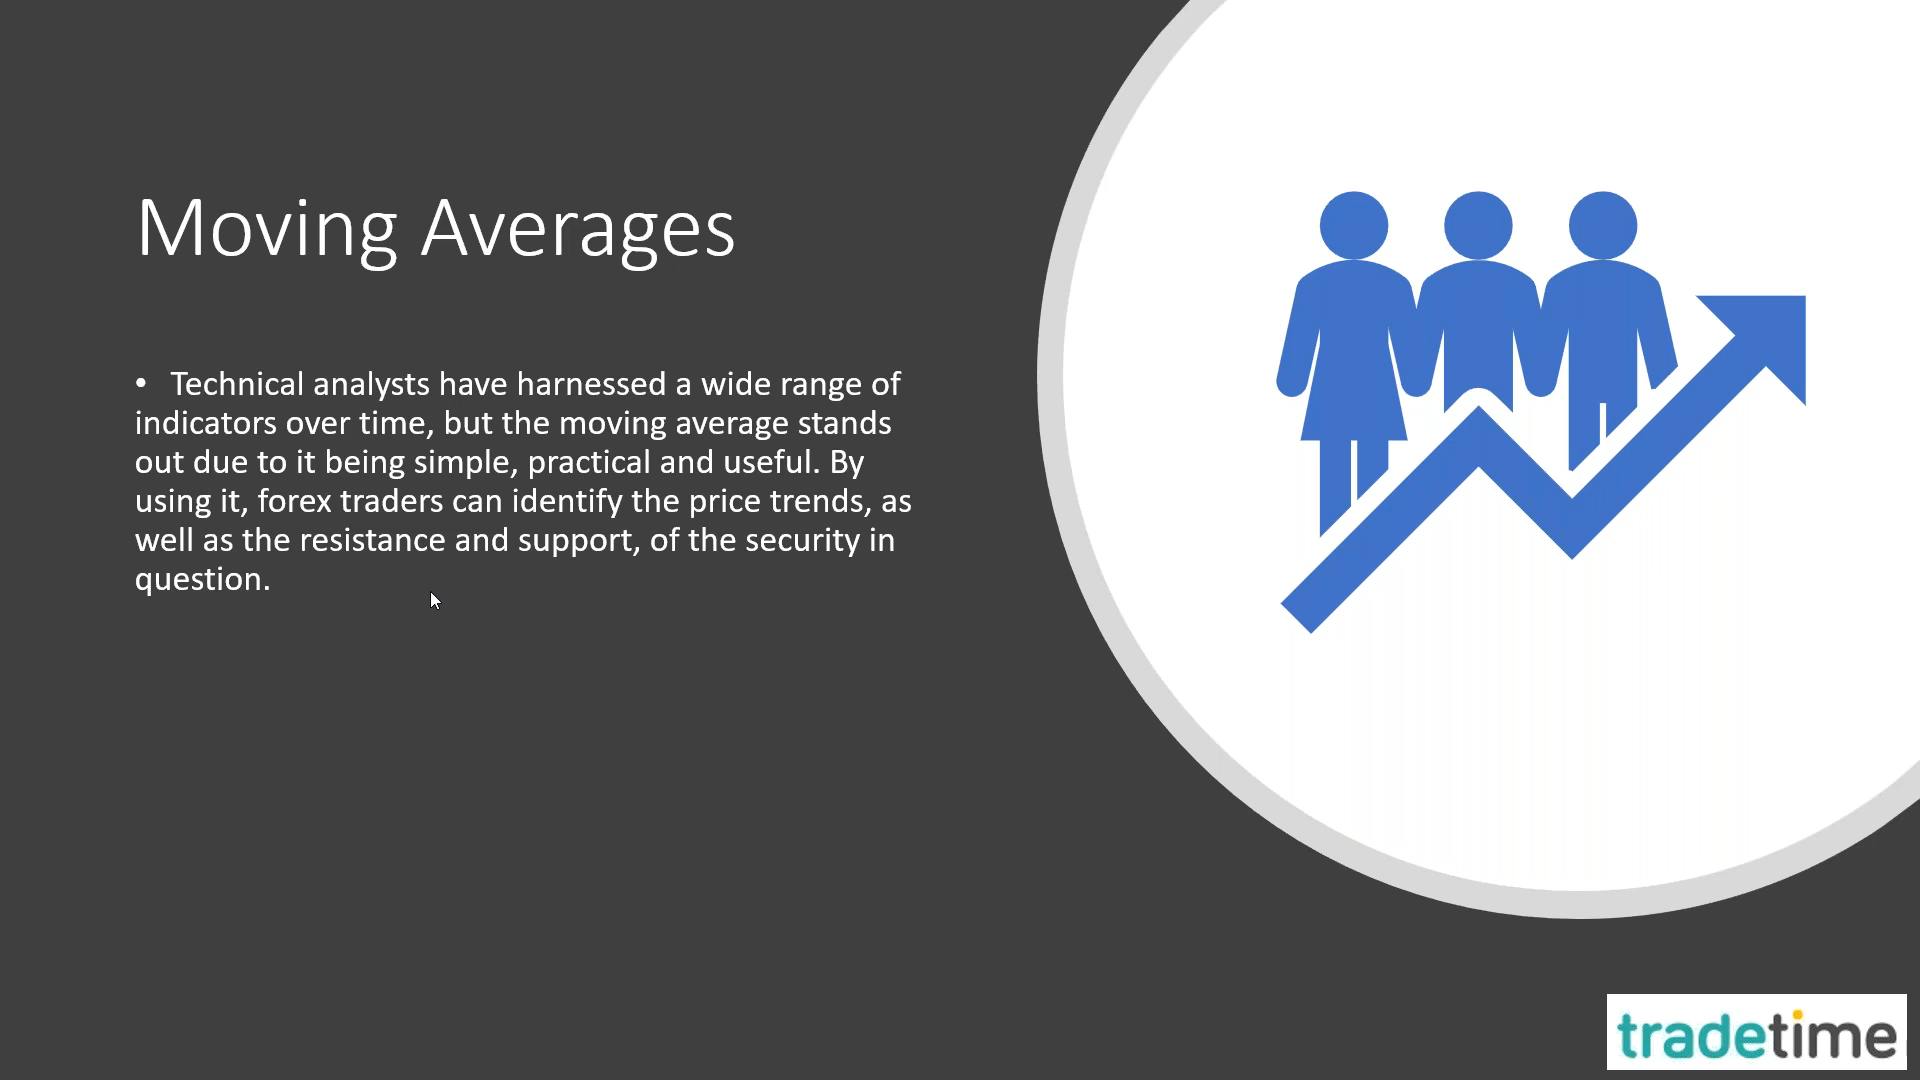 Moving Averages
• Technical analysts have harnessed a wide range of
indicators over time, but the moving average stands
out due to it being simple, practical and useful. By
using it, forex traders can identify the price trends, as
well as the resistance and support, of the security in
question.
tradetime